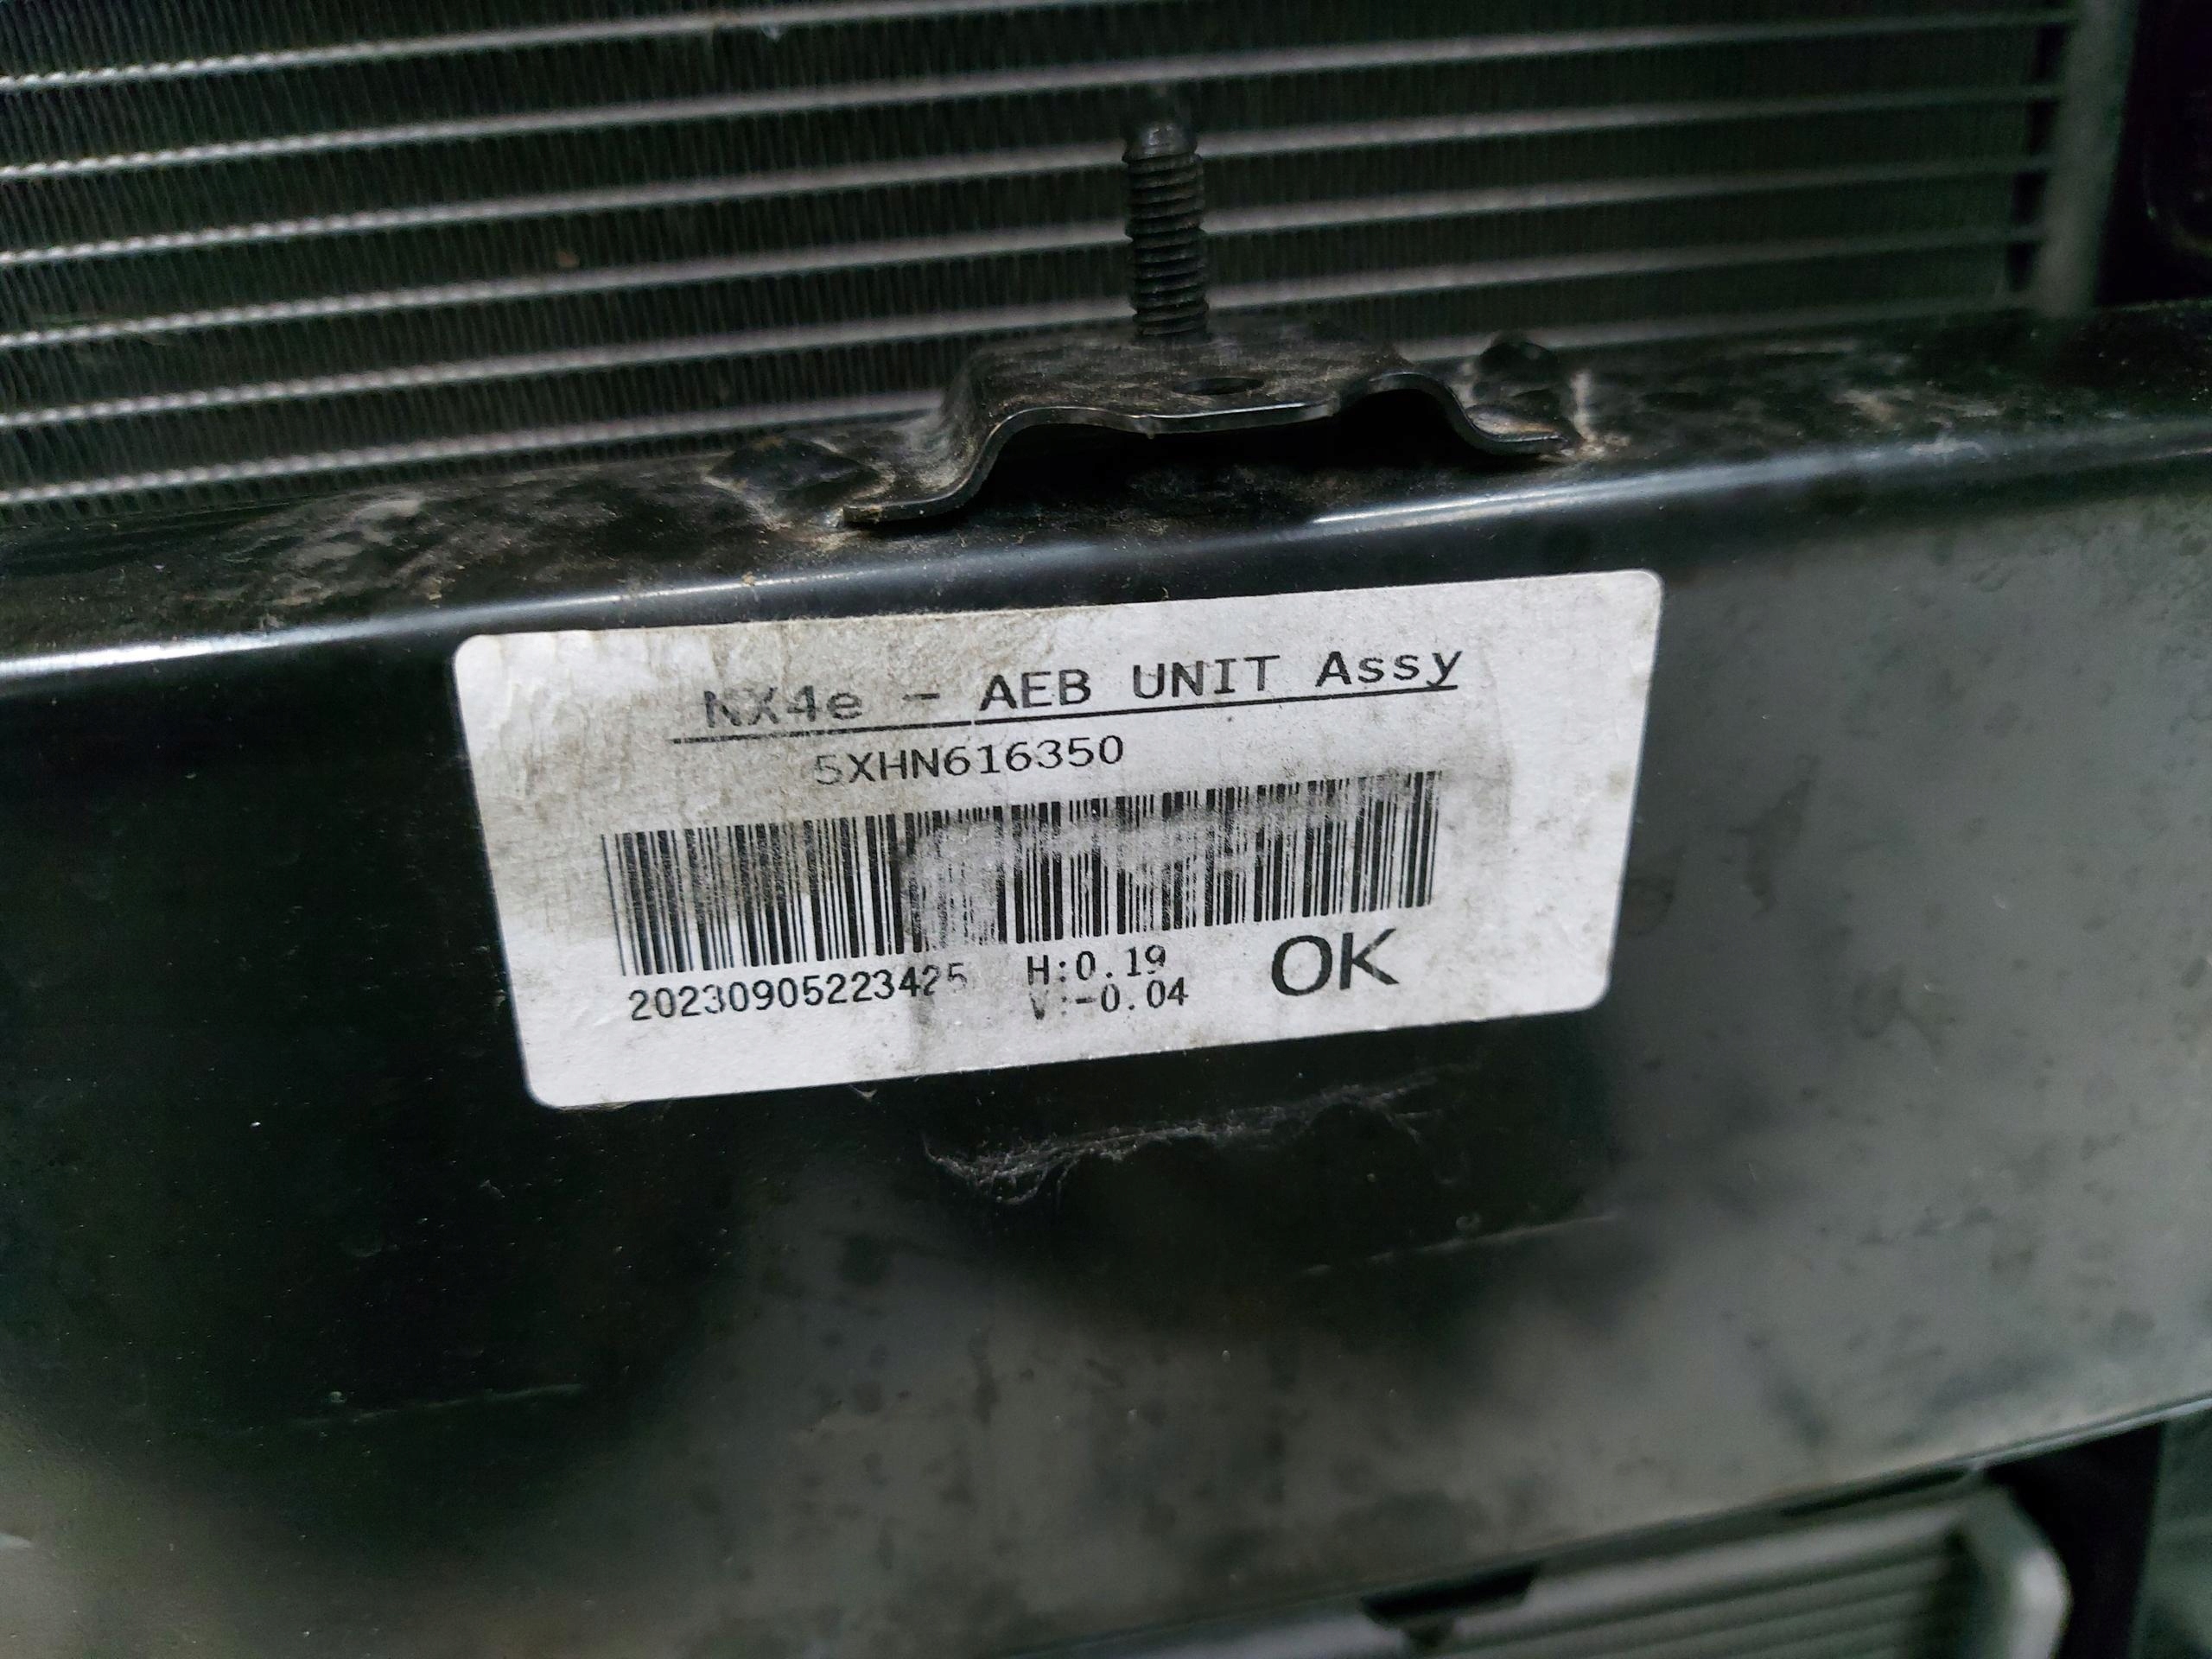 NX4e - AEB UNIT Assy
5XHN616350
20230905223425
H:0.19
V:-0.04
OK